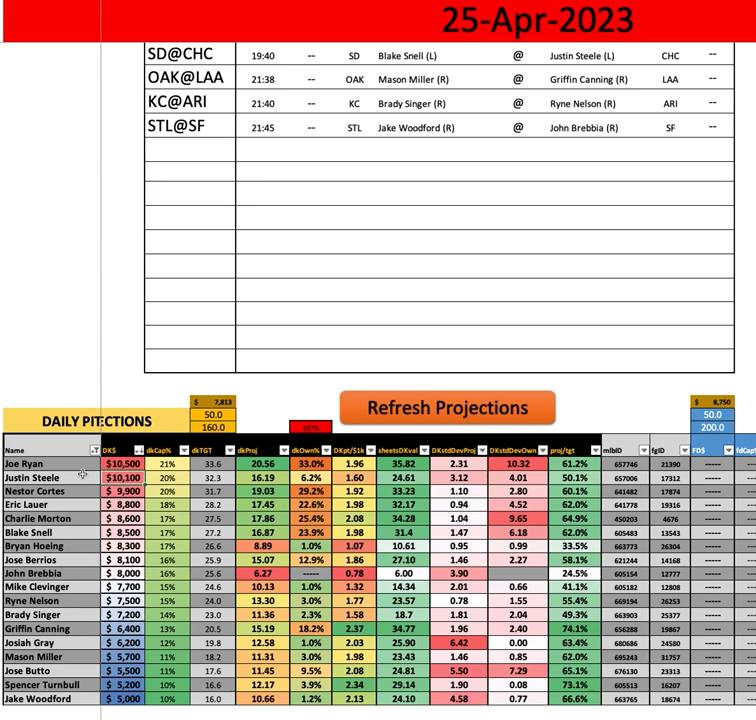 25-Apr-2023
SD@CHC 19:40 -- SD Blake Snell (L) @ Justin Steele (L) CHC --
OAK@LAA 21:38 -- OAK Mason Miller (R) @ Griffin Canning (R) LAA --
KC@ARI 21:40 -- KC Brady Singer (R) @ Ryne Nelson (R) ARI --
STL@SF 21:45 -- STL Jake Woodford (R) @ John Brebbia (R) SF --
$ 7,813 $ 8,750
50.0 Refresh Projections 50.0
DAILY PITECTIONS 160.0 197% 200.0
Name DK$ dkCap% dkTGT dkProj dkOwn% DKpt/$1k sheetsDKval DKstdDevProj DKstdDevOwn proj/tgt mlbID fgID FD$ fdCap%
Joe Ryan $10,500 21% 33.6 20.56 33.0% 1.96 35.82 2.31 10.32 61.2% 657746 21390 -----
Justin Steele $10,100 20% 32.3 16.19 6.2% 1.60 24.61 3.12 4.01 50.1% 657006 17312 -----
Nestor Cortes $ 9,900 20% 31.7 19.03 29.2% 1.92 33.23 1.10 2.80 60.1% 641482 17874 -----
Eric Lauer $ 8,800 18% 28.2 17.45 22.6% 1.98 32.17 0.94 4.52 62.0% 641778 19316 -----
Charlie Morton $ 8,600 17% 27.5 17.86 25.4% 2.08 34.28 1.04 9.65 64.9% 450203 4676 -----
Blake Snell $ 8,500 17% 27.2 16.87 23.9% 1.98 31.4 1.47 6.18 62.0% 605483 13543 -----
Bryan Hoeing $ 8,300 17% 26.6 8.89 1.0% 1.07 10.61 0.95 0.99 33.5% 663773 26304 -----
Jose Berrios $ 8,100 16% 25.9 15.07 12.9% 1.86 27.10 1.46 2.27 58.1% 621244 14168 -----
John Brebbia $ 8,000 16% 25.6 6.27 ----- 0.78 6.00 3.90 24.5% 605154 12777 -----
Mike Clevinger $ 7,700 15% 24.6 10.13 1.0% 1.32 14.34 2.01 0.66 41.1% 605182 12808 -----
Ryne Nelson $ 7,500 15% 24.0 13.30 3.0% 1.77 23.57 0.78 1.55 55.4% 669194 26253 -----
Brady Singer $ 7,200 14% 23.0 11.36 2.3% 1.58 18.7 1.81 2.04 49.3% 663903 25377 -----
Griffin Canning $ 6,400 13% 20.5 15.19 18.2% 2.37 34.77 1.96 2.40 74.1% 656288 19867 -----
Josiah Gray $ 6,200 12% 19.8 12.58 1.0% 2.03 25.90 6.42 0.00 63.4% 680686 24580 -----
Mason Miller $ 5,700 11% 18.2 11.31 3.0% 1.98 23.43 1.46 0.85 62.0% 695243 31757 -----
Jose Butto $ 5,500 11% 17.6 11.45 9.5% 2.08 24.81 5.50 7.29 65.1% 676130 23313 -----
Spencer Turnbull $ 5,200 10% 16.6 12.17 3.9% 2.34 29.14 1.90 0.08 73.1% 605513 16207 -----
Jake Woodford $ 5,000 10% 16.0 10.66 1.2% 2.13 24.10 4.58 0.77 66.6% 663765 18674 -----